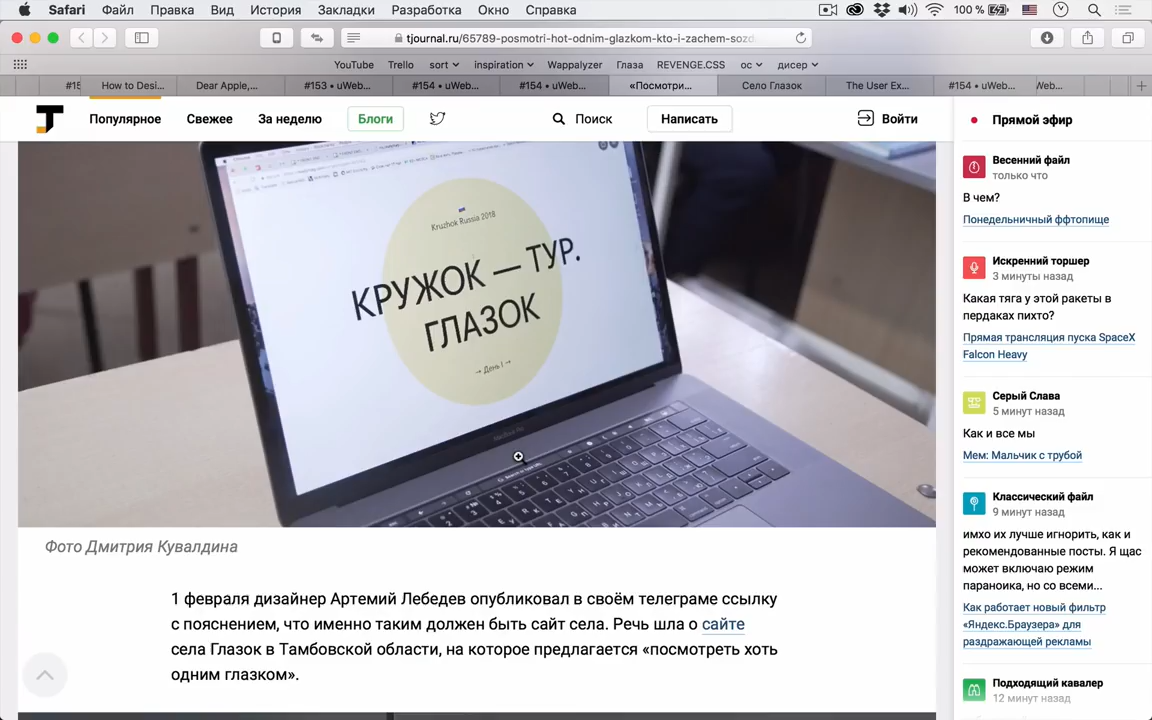 Safari Файл Правка Вид История Закладки Разработка Окно Справка 100 %
tjournal.ru/65789-posmotri-hot-odnim-glazkom-kto-i-zachem-sozd
YouTube Trello sort inspiration Wappalyzer Глаза REVENGE.CSS ос дисер
#15 How to Desi... Dear Apple,... #153 • uWeb... #154 • uWeb... #154 • uWeb... «Посмотри... Село Глазок The User Ex... #154 • uWeb... Web...
Популярное Свежее За неделю Блоги Поиск Написать Войти
Прямой эфир
Kruzhok Russia 2018
КРУЖОК — ТУР.
ГЛАЗОК
День 1
MacBook Pro
Фото Дмитрия Кувалдина
1 февраля дизайнер Артемий Лебедев опубликовал в своём телеграме ссылку
с пояснением, что именно таким должен быть сайт села. Речь шла о сайте
села Глазок в Тамбовской области, на которое предлагается «посмотреть хоть
одним глазком».
Весенний файл
только что
В чем?
Понедельничный ффтопище
Искренний торшер
3 минуты назад
Какая тяга у этой ракеты в
пердаках пихто?
Прямая трансляция пуска SpaceX
Falcon Heavy
Серый Слава
5 минут назад
Как и все мы
Мем: Мальчик с трубой
Классический файл
9 минут назад
имхо их лучше игнорить, как и
рекомендованные посты. Я щас
может включаю режим
параноика, но со всеми...
Как работает новый фильтр
«Яндекс.Браузера» для
раздражающей рекламы
Подходящий кавалер
12 минут назад